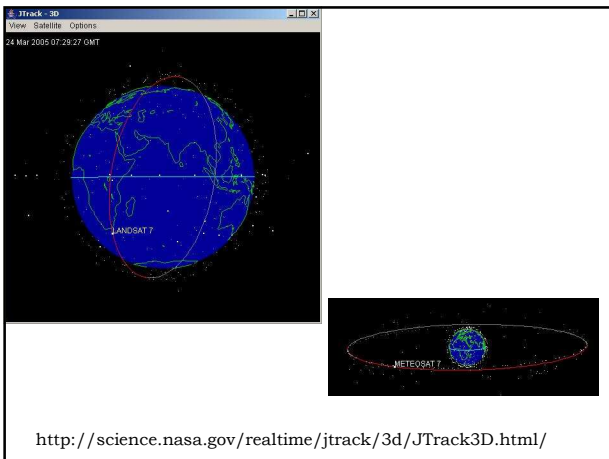 JTrack - 3D
View Satellite Options
24 Mar 2005 07:29:27 GMT
LANDSAT 7
METEOSAT 7
http://science.nasa.gov/realtime/jtrack/3d/JTrack3D.html/